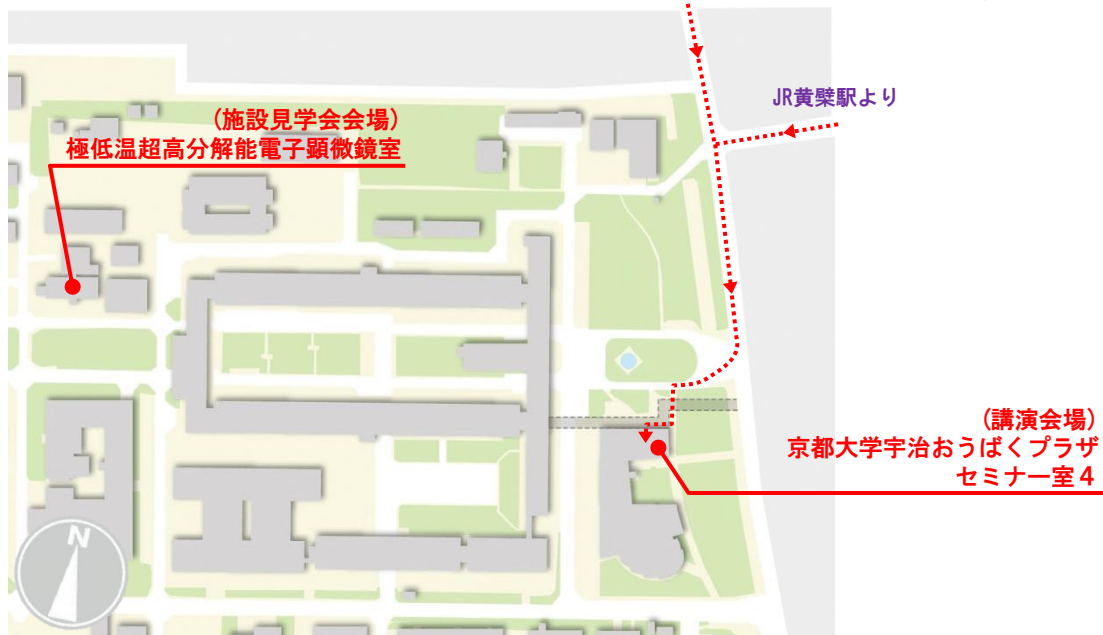 JR黄檗駅より
(施設見学会会場)
極低温超高分解能電子顕微鏡室
(講演会場)
京都大学宇治おうばくプラザ
セミナー室4
N